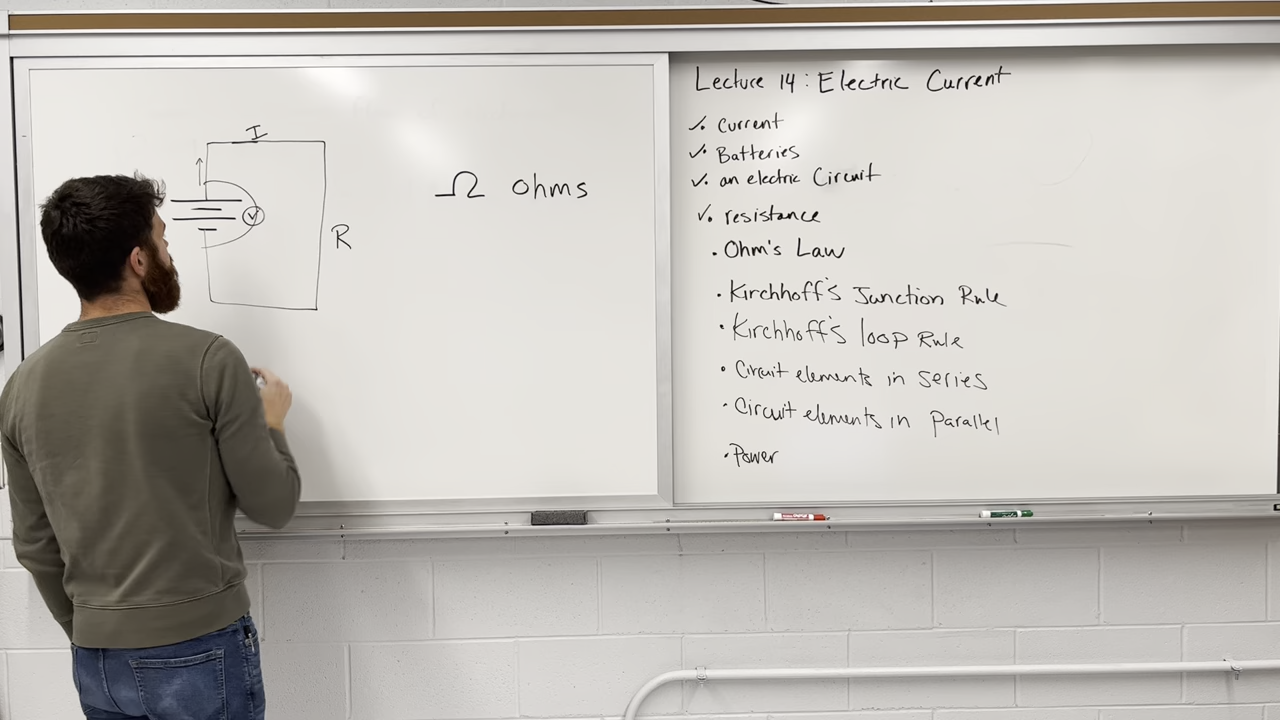 I
V
R
Ω ohms
Lecture 14: Electric Current
✓• Current
✓• Batteries
✓• an electric Circuit
✓• resistance
• Ohm's Law
• Kirchhoff's Junction Rule
• Kirchhoff's loop Rule
• Circuit elements in series
• Circuit elements in Parallel
• Power